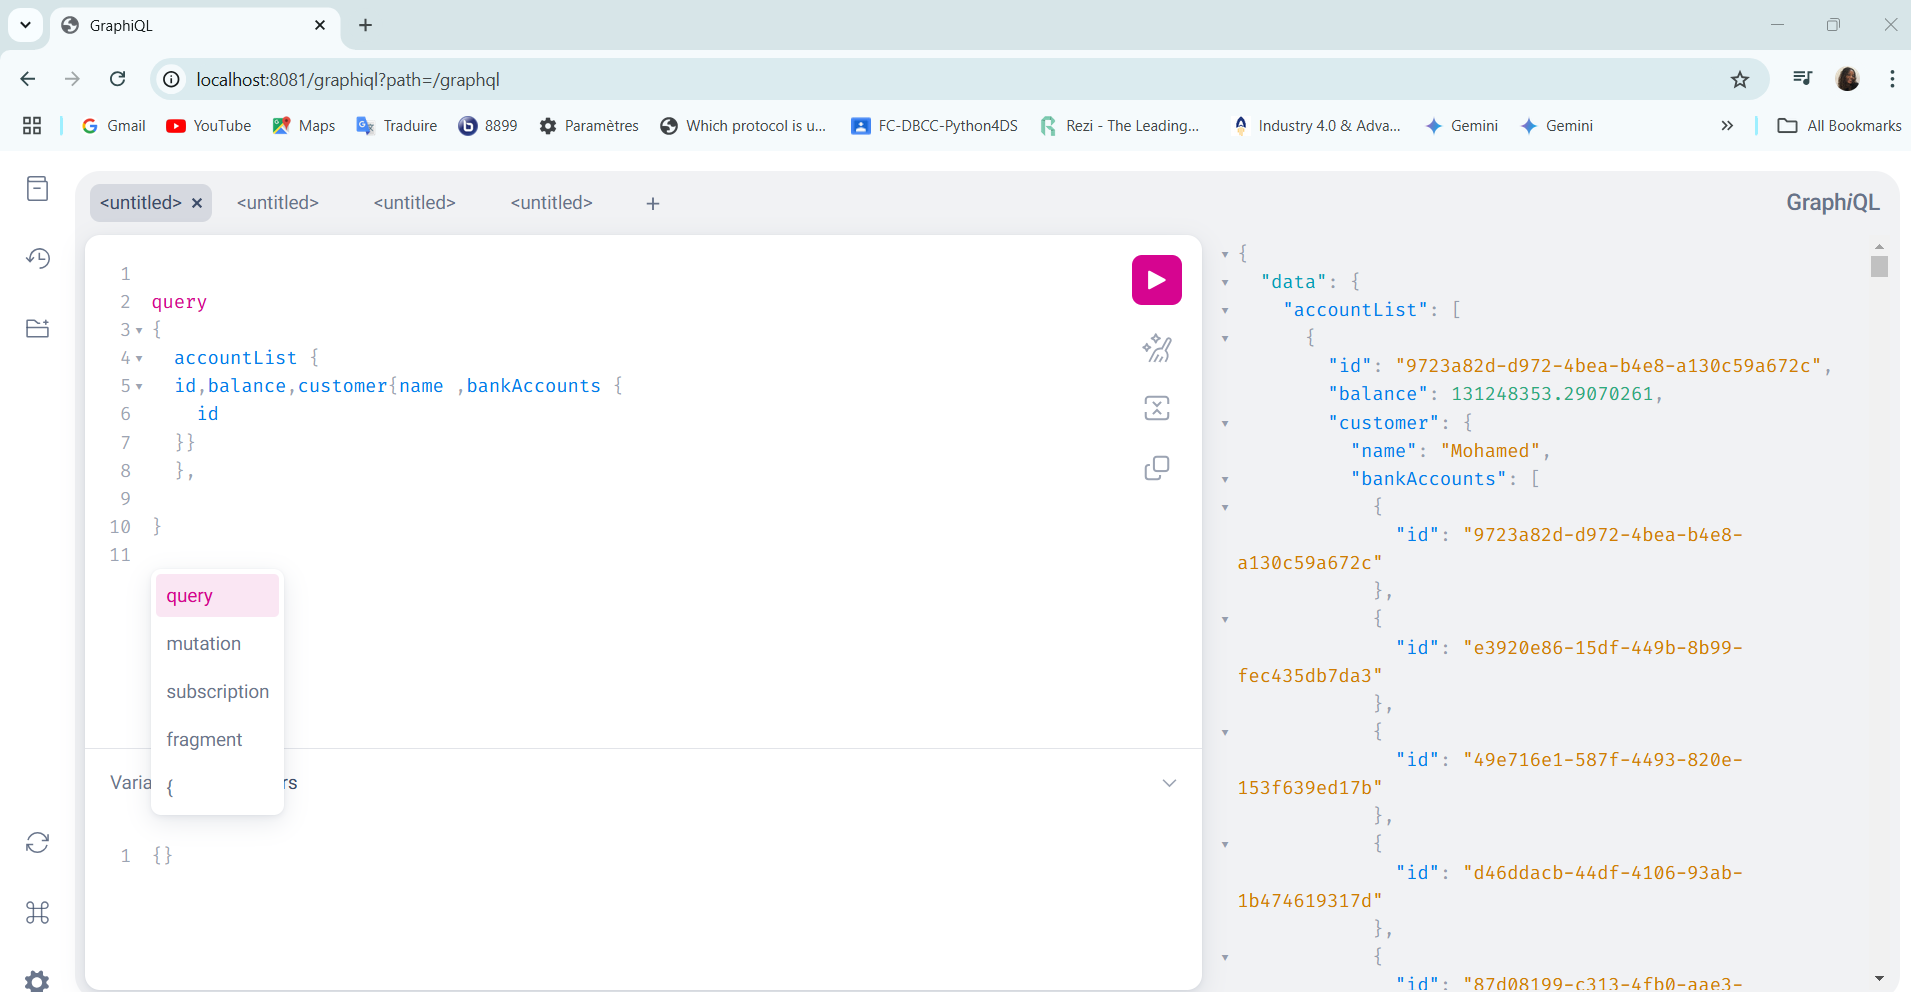 GraphiQL
localhost:8081/graphiql?path=/graphql
Gmail YouTube Maps Traduire 8899 Paramètres Which protocol is u... FC-DBCC-Python4DS Rezi - The Leading... Industry 4.0 & Adva... Gemini Gemini » All Bookmarks
<untitled> <untitled> <untitled> <untitled> + GraphiQL
1
2 query
3 {
4 accountList {
5 id,balance,customer{name ,bankAccounts {
6 id
7 }}
8 },
9
10 }
11
query
mutation
subscription
fragment
{
Varia rs
1 {}
{
"data": {
"accountList": [
{
"id": "9723a82d-d972-4bea-b4e8-a130c59a672c",
"balance": 131248353.29070261,
"customer": {
"name": "Mohamed",
"bankAccounts": [
{
"id": "9723a82d-d972-4bea-b4e8-
a130c59a672c"
},
{
"id": "e3920e86-15df-449b-8b99-
fec435db7da3"
},
{
"id": "49e716e1-587f-4493-820e-
153f639ed17b"
},
{
"id": "d46ddacb-44df-4106-93ab-
1b474619317d"
},
{
"id": "87d08199-c313-4fb0-aae3-